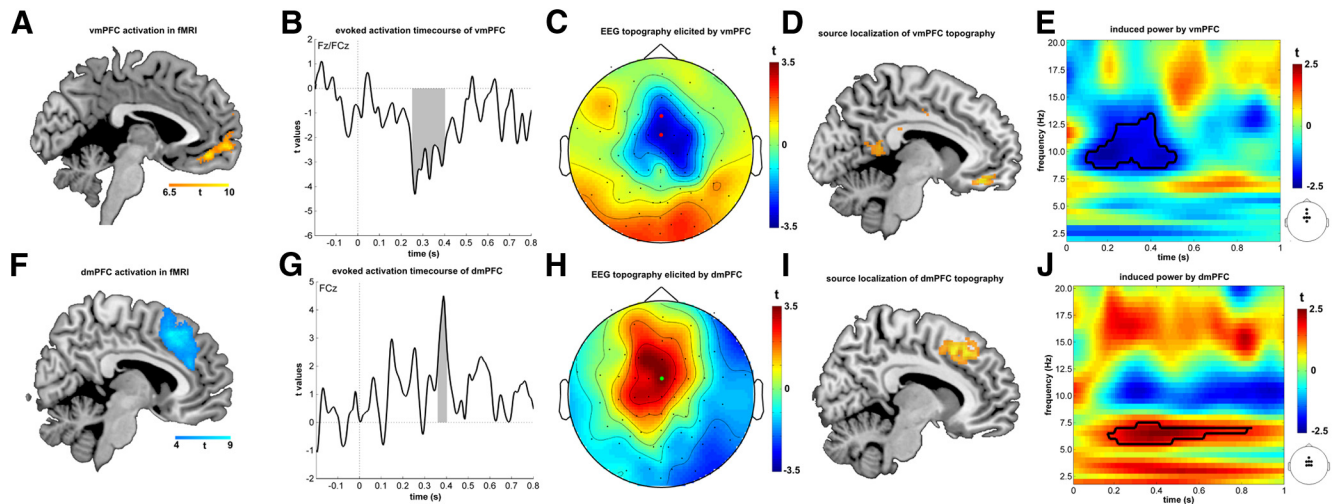 A
vmPFC activation in fMRI
6.5 t 10
B
evoked activation timecourse of vmPFC
Fz/FCz
t values
2
1
0
-1
-2
-3
-4
-5
/6
-0.1 0 0.1 0.2 0.3 0.4 0.5 0.6 0.7 0.8
time (s)
C
EEG topography elicited by vmPFC
t
3.5
0
-3.5
D
source localization of vmPFC topography
E
induced power by vmPFC
frequency (Hz)
20.0
17.5
15.0
12.5
10.0
7.5
5.0
2.5
0 0.2 0.4 0.6 0.8 1
time (s)
t
2.5
0
-2.5
F
dmPFC activation in fMRI
4 t 9
G
evoked activation timecourse of dmPFC
FCz
t values
5
4
3
2
1
0
-1
-2
-0.1 0 0.1 0.2 0.3 0.4 0.5 0.6 0.7 0.8
time (s)
H
EEG topography elicited by dmPFC
t
3.5
0
-3.5
I
source localization of dmPFC topography
J
induced power by dmPFC
frequency (Hz)
20.0
17.5
15.0
12.5
10.0
7.5
5.0
2.5
0 0.2 0.4 0.6 0.8 1
time (s)
t
2.5
0
-2.5